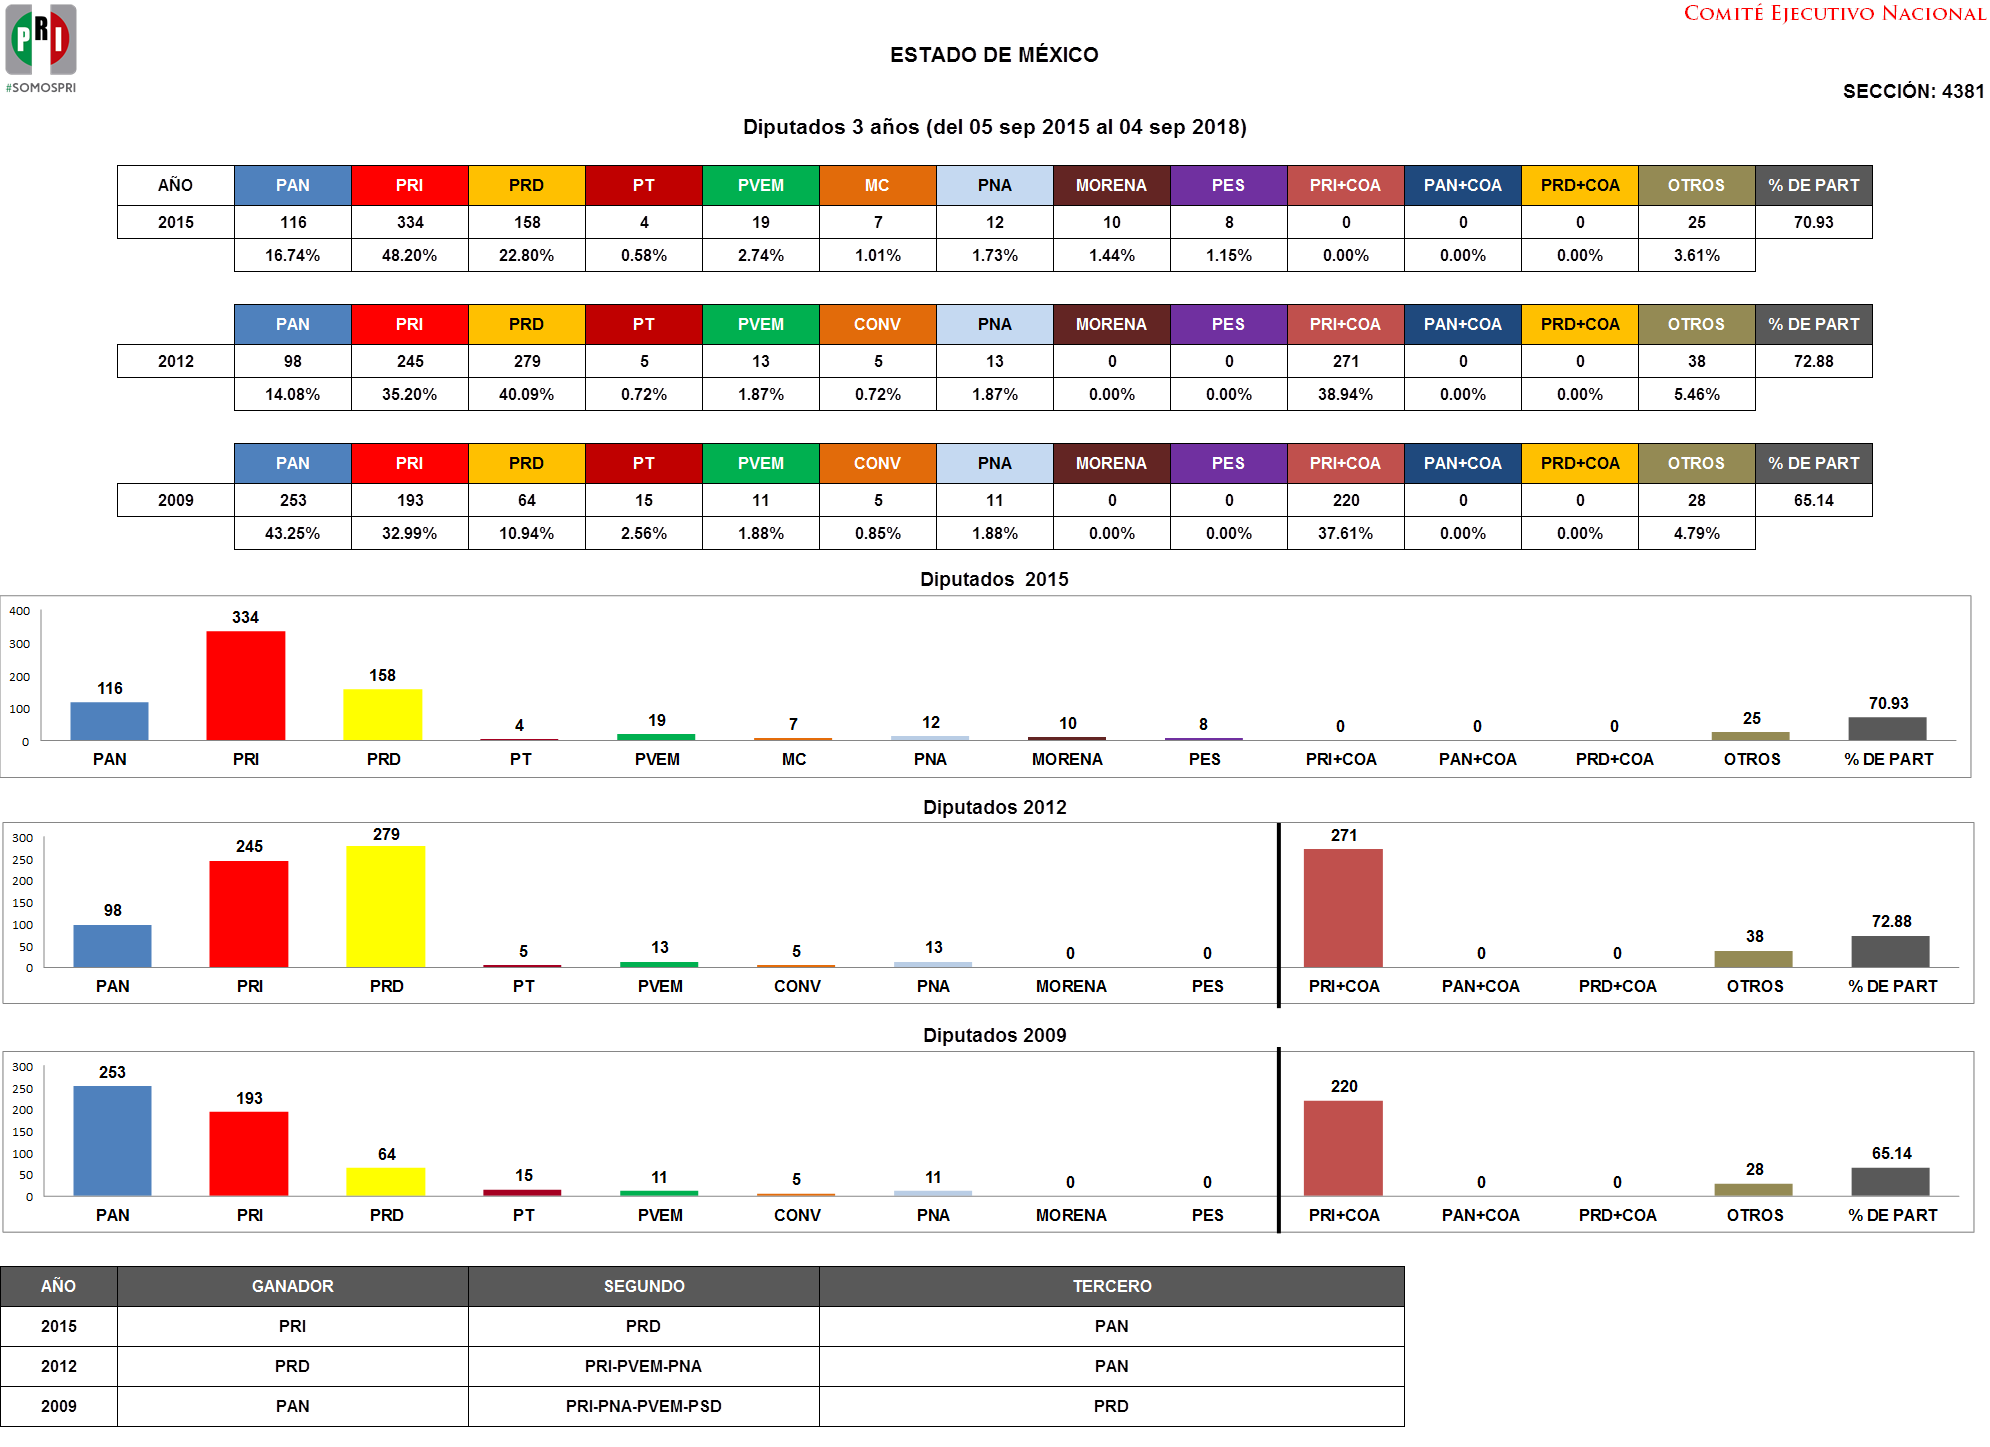 PRI
#SOMOSPRI
COMITÉ EJECUTIVO NACIONAL
ESTADO DE MÉXICO
SECCIÓN: 4381
Diputados 3 años (del 05 sep 2015 al 04 sep 2018)
AÑO PAN PRI PRD PT PVEM MC PNA MORENA PES PRI+COA PAN+COA PRD+COA OTROS % DE PART
2015 116 334 158 4 19 7 12 10 8 0 0 0 25 70.93
16.74% 48.20% 22.80% 0.58% 2.74% 1.01% 1.73% 1.44% 1.15% 0.00% 0.00% 0.00% 3.61%
PAN PRI PRD PT PVEM CONV PNA MORENA PES PRI+COA PAN+COA PRD+COA OTROS % DE PART
2012 98 245 279 5 13 5 13 0 0 271 0 0 38 72.88
14.08% 35.20% 40.09% 0.72% 1.87% 0.72% 1.87% 0.00% 0.00% 38.94% 0.00% 0.00% 5.46%
PAN PRI PRD PT PVEM CONV PNA MORENA PES PRI+COA PAN+COA PRD+COA OTROS % DE PART
2009 253 193 64 15 11 5 11 0 0 220 0 0 28 65.14
43.25% 32.99% 10.94% 2.56% 1.88% 0.85% 1.88% 0.00% 0.00% 37.61% 0.00% 0.00% 4.79%
Diputados 2015
400
300
200
100
0
116 334 158 4 19 7 12 10 8 0 0 0 25 70.93
PAN PRI PRD PT PVEM MC PNA MORENA PES PRI+COA PAN+COA PRD+COA OTROS % DE PART
Diputados 2012
300
250
200
150
100
50
0
98 245 279 5 13 5 13 0 0 271 0 0 38 72.88
PAN PRI PRD PT PVEM CONV PNA MORENA PES PRI+COA PAN+COA PRD+COA OTROS % DE PART
Diputados 2009
300
250
200
150
100
50
0
253 193 64 15 11 5 11 0 0 220 0 0 28 65.14
PAN PRI PRD PT PVEM CONV PNA MORENA PES PRI+COA PAN+COA PRD+COA OTROS % DE PART
AÑO GANADOR SEGUNDO TERCERO
2015 PRI PRD PAN
2012 PRD PRI-PVEM-PNA PAN
2009 PAN PRI-PNA-PVEM-PSD PRD